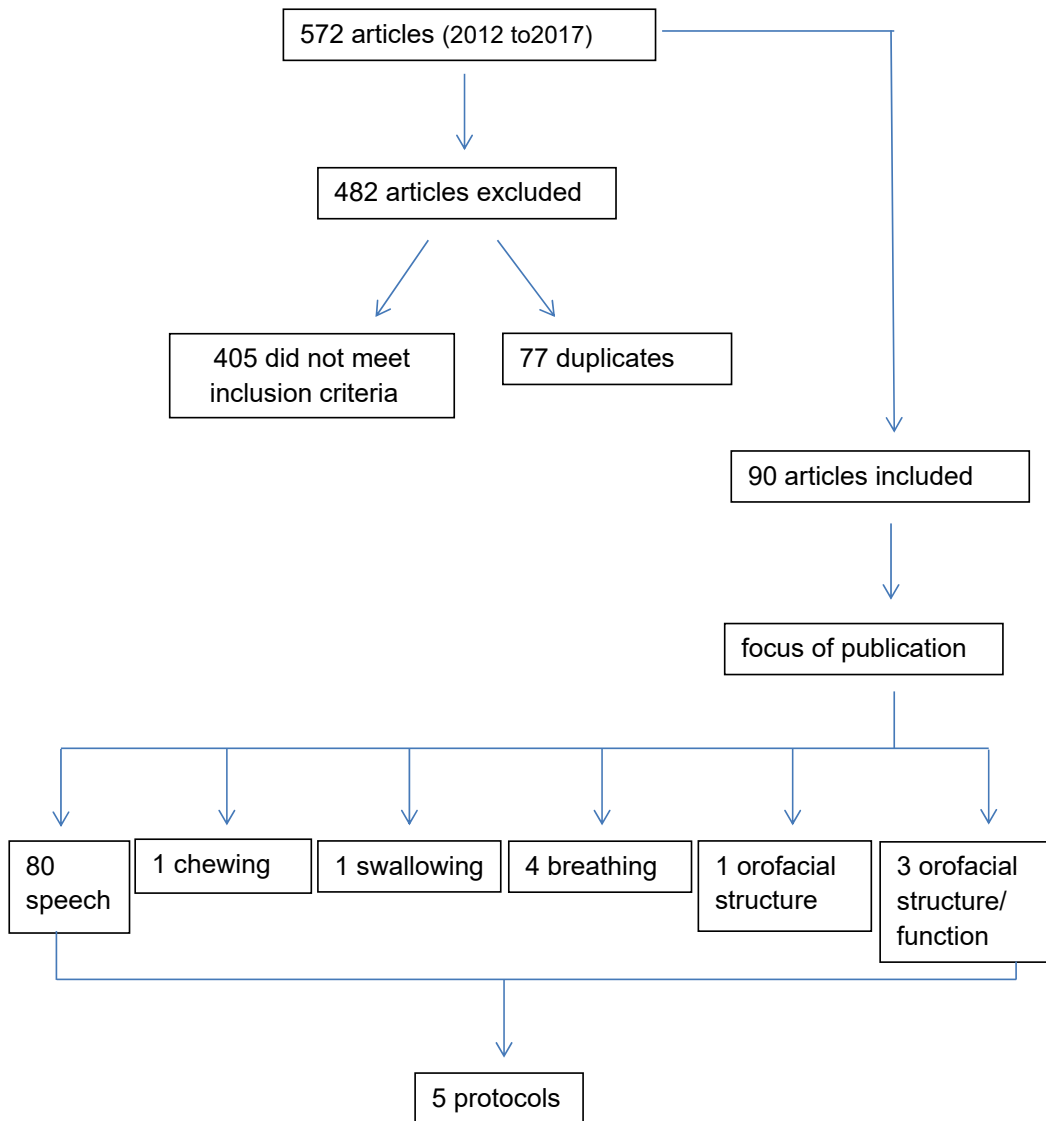 572 articles (2012 to2017)
482 articles excluded
405 did not meet
inclusion criteria
77 duplicates
90 articles included
focus of publication
80
speech
1 chewing
1 swallowing
4 breathing
1 orofacial
structure
3 orofacial
structure/
function
5 protocols